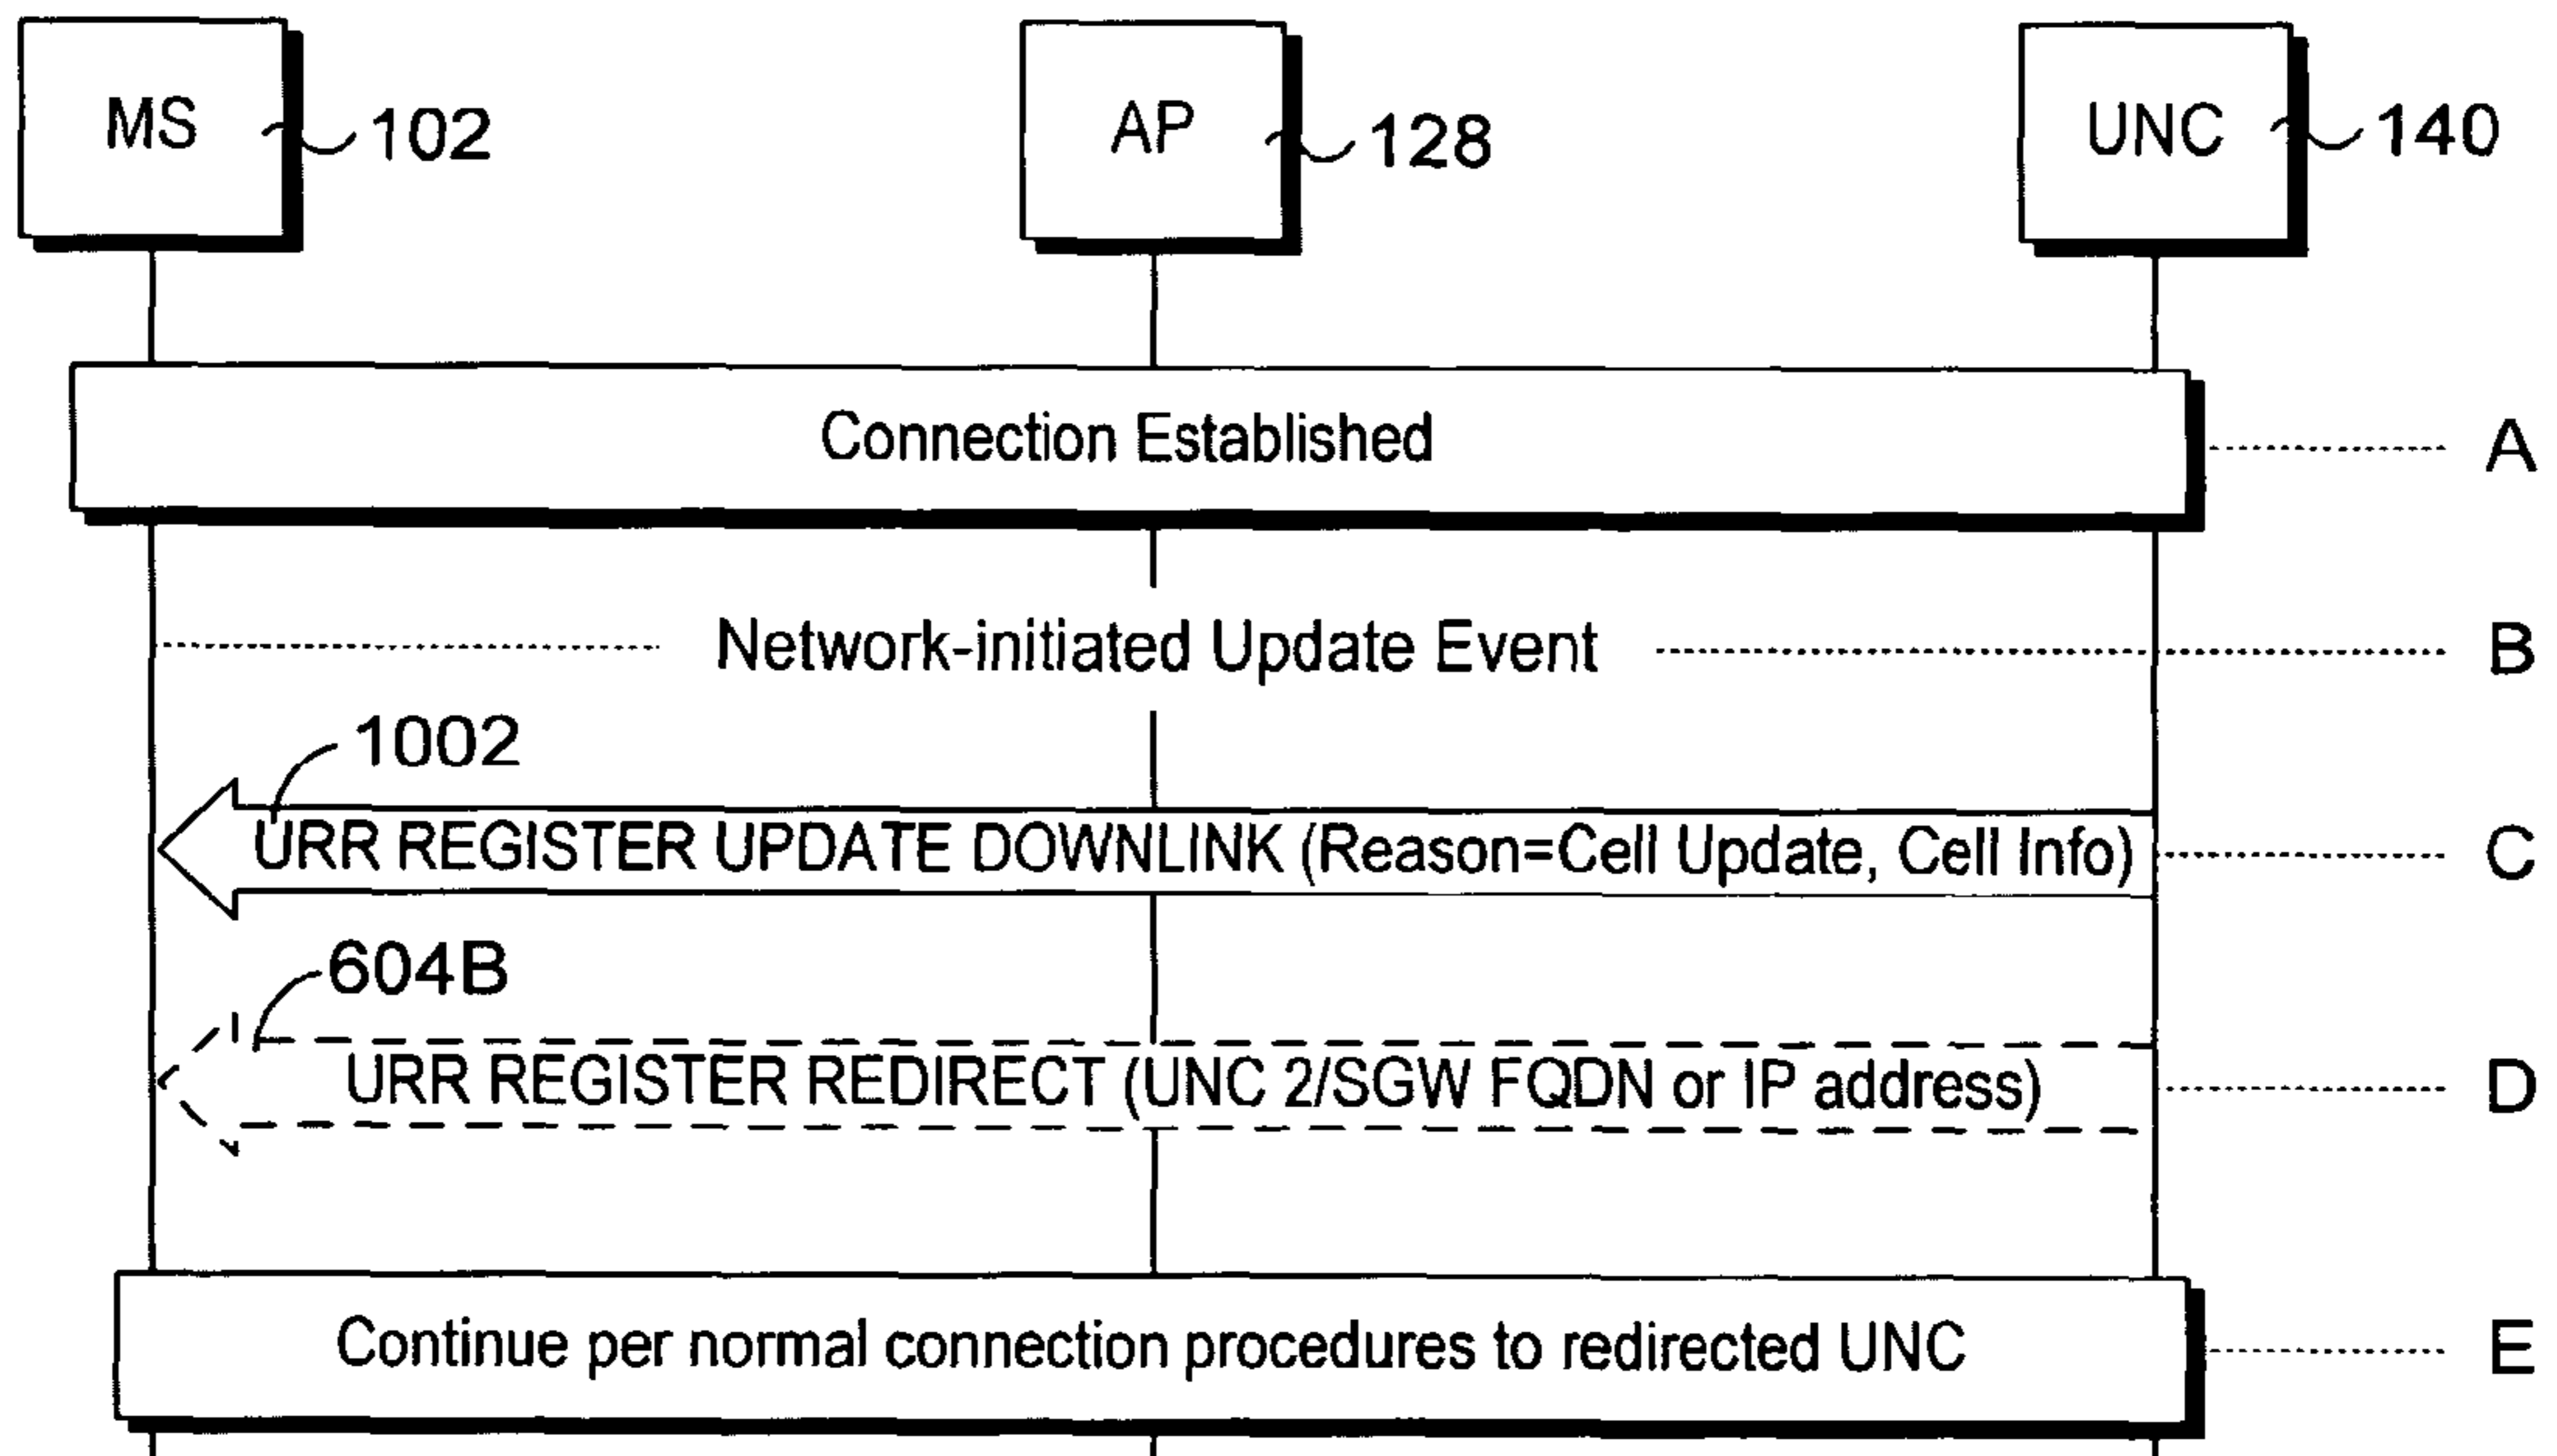 MS 102 AP 128 UNC 140
Connection Established A
Network-initiated Update Event B
1002
URR REGISTER UPDATE DOWNLINK (Reason=Cell Update, Cell Info) C
604B
URR REGISTER REDIRECT (UNC 2/SGW FQDN or IP address) D
Continue per normal connection procedures to redirected UNC E